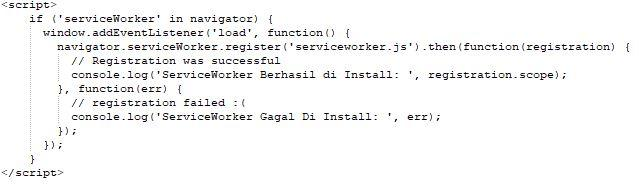 <script>
if ('serviceWorker' in navigator) {
window.addEventListener('load', function() {
navigator.serviceWorker.register('serviceworker.js').then(function(registration) {
// Registration was successful
console.log('ServiceWorker Berhasil di Install: ', registration.scope);
}, function(err) {
// registration failed :(
console.log('ServiceWorker Gagal Di Install: ', err);
});
});
}
</script>